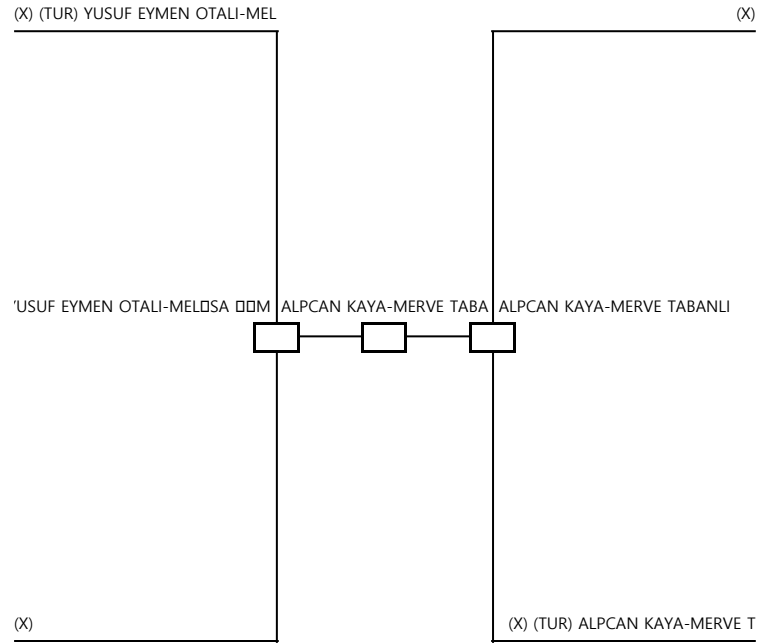 (X) (TUR) YUSUF EYMEN OTALI-MEL
(X)
USUF EYMEN OTALI-MEL□SA □□M
ALPCAN KAYA-MERVE TABA
ALPCAN KAYA-MERVE TABANLI
(X)
(X) (TUR) ALPCAN KAYA-MERVE T